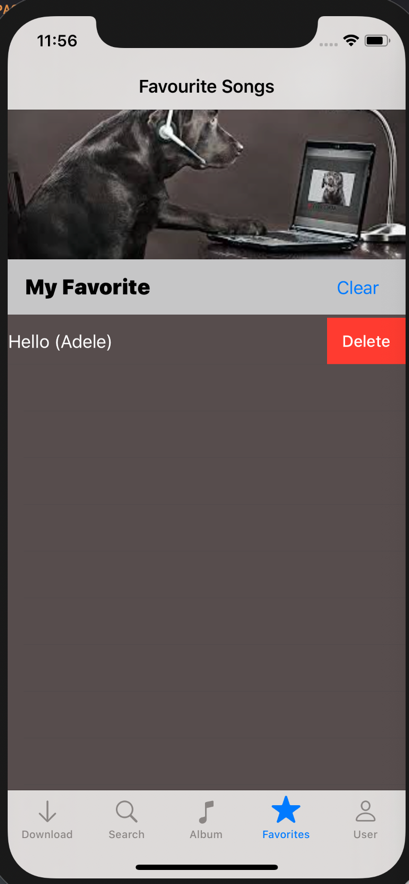 11:56
Favourite Songs
My Favorite Clear
Hello (Adele) Delete
Download Search Album Favorites User